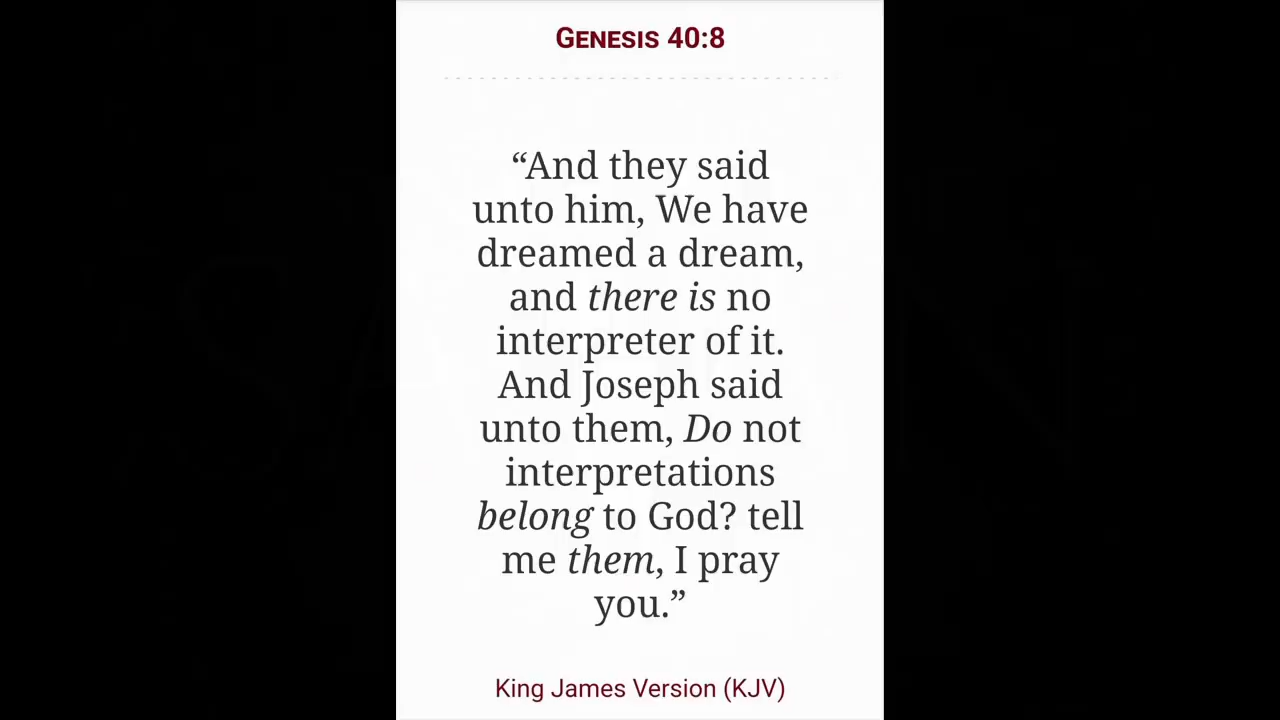 GENESIS 40:8
“And they said
unto him, We have
dreamed a dream,
and there is no
interpreter of it.
And Joseph said
unto them, Do not
interpretations
belong to God? tell
me them, I pray
you.”
King James Version (KJV)